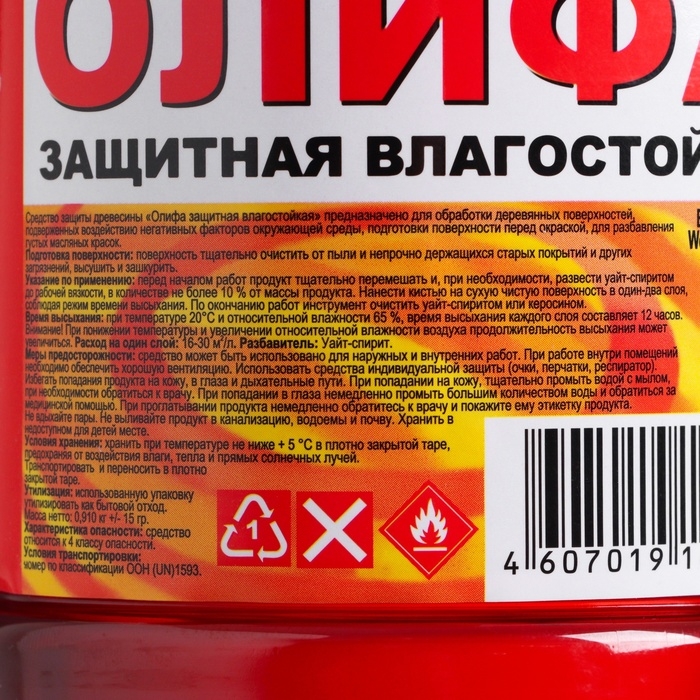 ОЛИФА
ЗАЩИТНАЯ ВЛАГОСТОЙ
Средство защиты древесины «Олифа защитная влагостойкая» предназначено для обработки деревянных поверхностей,
подверженных воздействию негативных факторов окружающей среды, подготовки поверхности перед окраской, для разбавления
густых масляных красок.
Подготовка поверхности: поверхность тщательно очистить от пыли и непрочно держащихся старых покрытий и других
загрязнений, высушить и зашкурить.
Указание по применению: перед началом работ продукт тщательно перемешать и, при необходимости, развести уайт-спиритом
до рабочей вязкости, в количестве не более 10 % от массы продукта. Нанести кистью на сухую чистую поверхность в один-два слоя,
соблюдая режим времени высыхания. По окончанию работ инструмент очистить уайт-спиритом или керосином.
Время высыхания: при температуре 20°С и относительной влажности 65 %, время высыхания каждого слоя составляет 12 часов.
Внимание! При понижении температуры и увеличении относительной влажности воздуха продолжительность высыхания может
увеличиться. Расход на один слой: 16-30 м²/л. Разбавитель: Уайт-спирит.
Меры предосторожности: средство может быть использовано для наружных и внутренних работ. При работе внутри помещений
необходимо обеспечить хорошую вентиляцию. Использовать средства индивидуальной защиты (очки, перчатки, респиратор).
Избегать попадания продукта на кожу, в глаза и дыхательные пути. При попадании на кожу, тщательно промыть водой с мылом,
при необходимости обратиться к врачу. При попадании в глаза немедленно промыть большим количеством воды и обратиться за
медицинской помощью. При проглатывании продукта немедленно обратитесь к врачу и покажите ему этикетку продукта.
Не вдыхайте пары. Не выливайте продукт в канализацию, водоемы и почву. Хранить в
недоступном для детей месте.
Условия хранения: хранить при температуре не ниже + 5 °С в плотно закрытой таре,
предохраняя от воздействия влаги, тепла и прямых солнечных лучей.
Транспортировать и переносить в плотно
закрытой таре.
Утилизация: использованную упаковку
утилизировать как бытовой отход.
Масса нетто: 0,910 кг +/- 15 гр.
Характеристика опасности: средство
относится к 4 классу опасности.
Условия транспортировки:
номер по классификации ООН (UN)1593.
1
4 607019 1
W